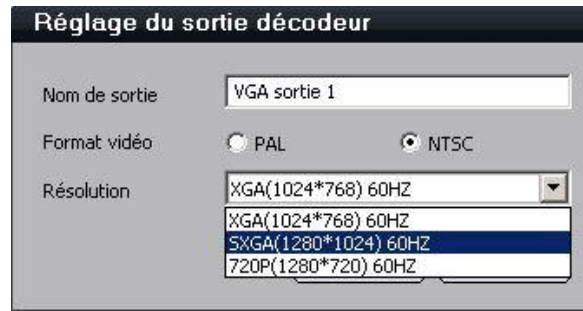 Réglage du sortie décodeur
Nom de sortie VGA sortie 1
Format vidéo PAL NTSC
Résolution XGA(1024*768) 60HZ
XGA(1024*768) 60HZ
SXGA(1280*1024) 60HZ
720P(1280*720) 60HZ